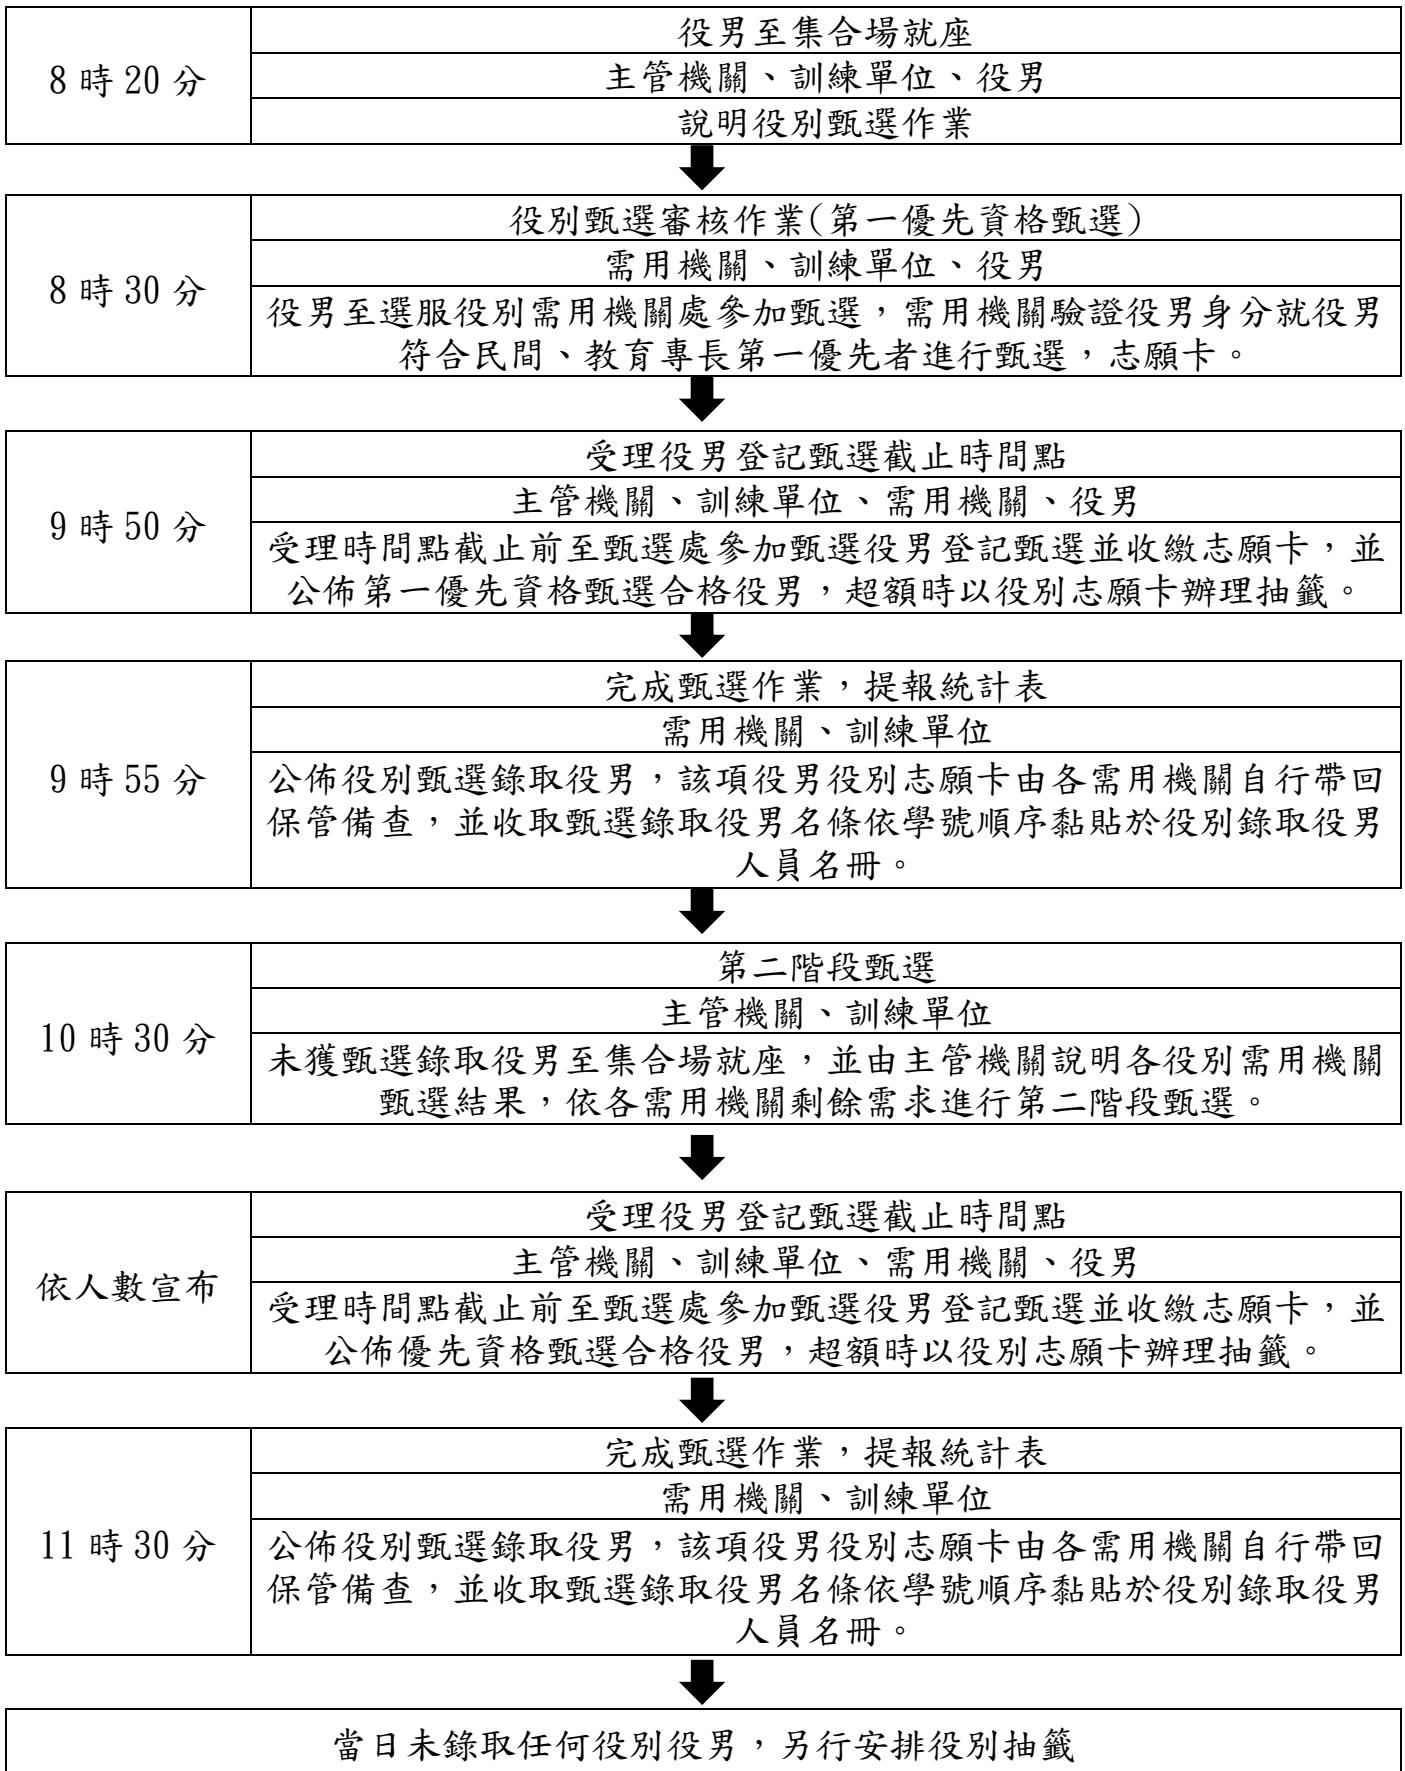 8時20分
役男至集合場就座
主管機關、訓練單位、役男
說明役別甄選作業
8時30分
役別甄選審核作業(第一優先資格甄選)
需用機關、訓練單位、役男
役男至選服役別需用機關處參加甄選，需用機關驗證役男身分就役男
符合民間、教育專長第一優先者進行甄選，志願卡。
9時50分
受理役男登記甄選截止時間點
主管機關、訓練單位、需用機關、役男
受理時間點截止前至甄選處參加甄選役男登記甄選並收繳志願卡，並
公佈第一優先資格甄選合格役男，超額時以役別志願卡辦理抽籤。
9時55分
完成甄選作業，提報統計表
需用機關、訓練單位
公佈役別甄選錄取役男，該項役男役別志願卡由各需用機關自行帶回
保管備查，並收取甄選錄取役男名條依學號順序黏貼於役別錄取役男
人員名冊。
10時30分
第二階段甄選
主管機關、訓練單位
未獲甄選錄取役男至集合場就座，並由主管機關說明各役別需用機關
甄選結果，依各需用機關剩餘需求進行第二階段甄選。
依人數宣布
受理役男登記甄選截止時間點
主管機關、訓練單位、需用機關、役男
受理時間點截止前至甄選處參加甄選役男登記甄選並收繳志願卡，並
公佈優先資格甄選合格役男，超額時以役別志願卡辦理抽籤。
11時30分
完成甄選作業，提報統計表
需用機關、訓練單位
公佈役別甄選錄取役男，該項役男役別志願卡由各需用機關自行帶回
保管備查，並收取甄選錄取役男名條依學號順序黏貼於役別錄取役男
人員名冊。
當日未錄取任何役別役男，另行安排役別抽籤